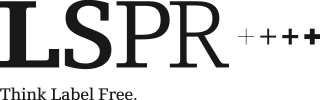 LSPR ++++
Think Label Free.